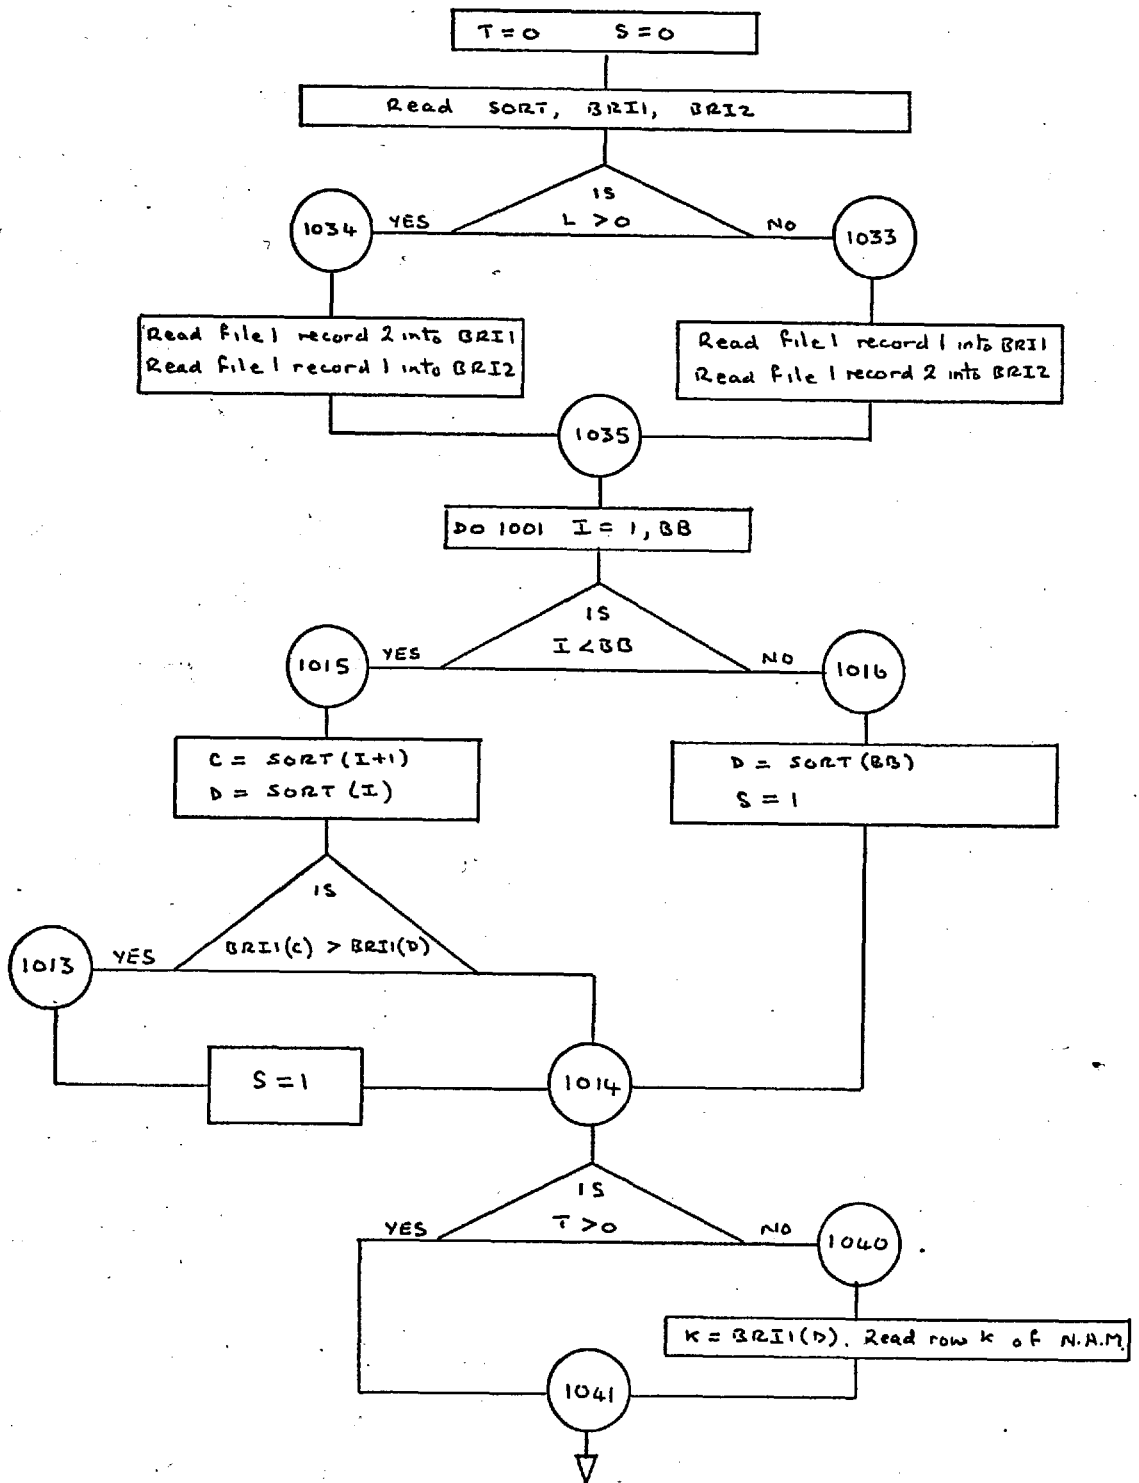 T = 0 S = 0
Read SORT, BRI1, BRI2
IS
L > 0
YES
NO
1034
1033
Read file 1 record 2 into BRI1
Read file 1 record 1 into BRI2
Read file 1 record 1 into BRI1
Read file 1 record 2 into BRI2
1035
DO 1001 I = 1, BB
IS
I < BB
YES
NO
1015
1016
C = SORT (I+1)
D = SORT (I)
D = SORT (BB)
S = 1
IS
BRI1(C) > BRI1(D)
YES
1013
S = 1
1014
IS
T > 0
YES
NO
1040
K = BRI1(D). Read row K of N.A.M.
1041